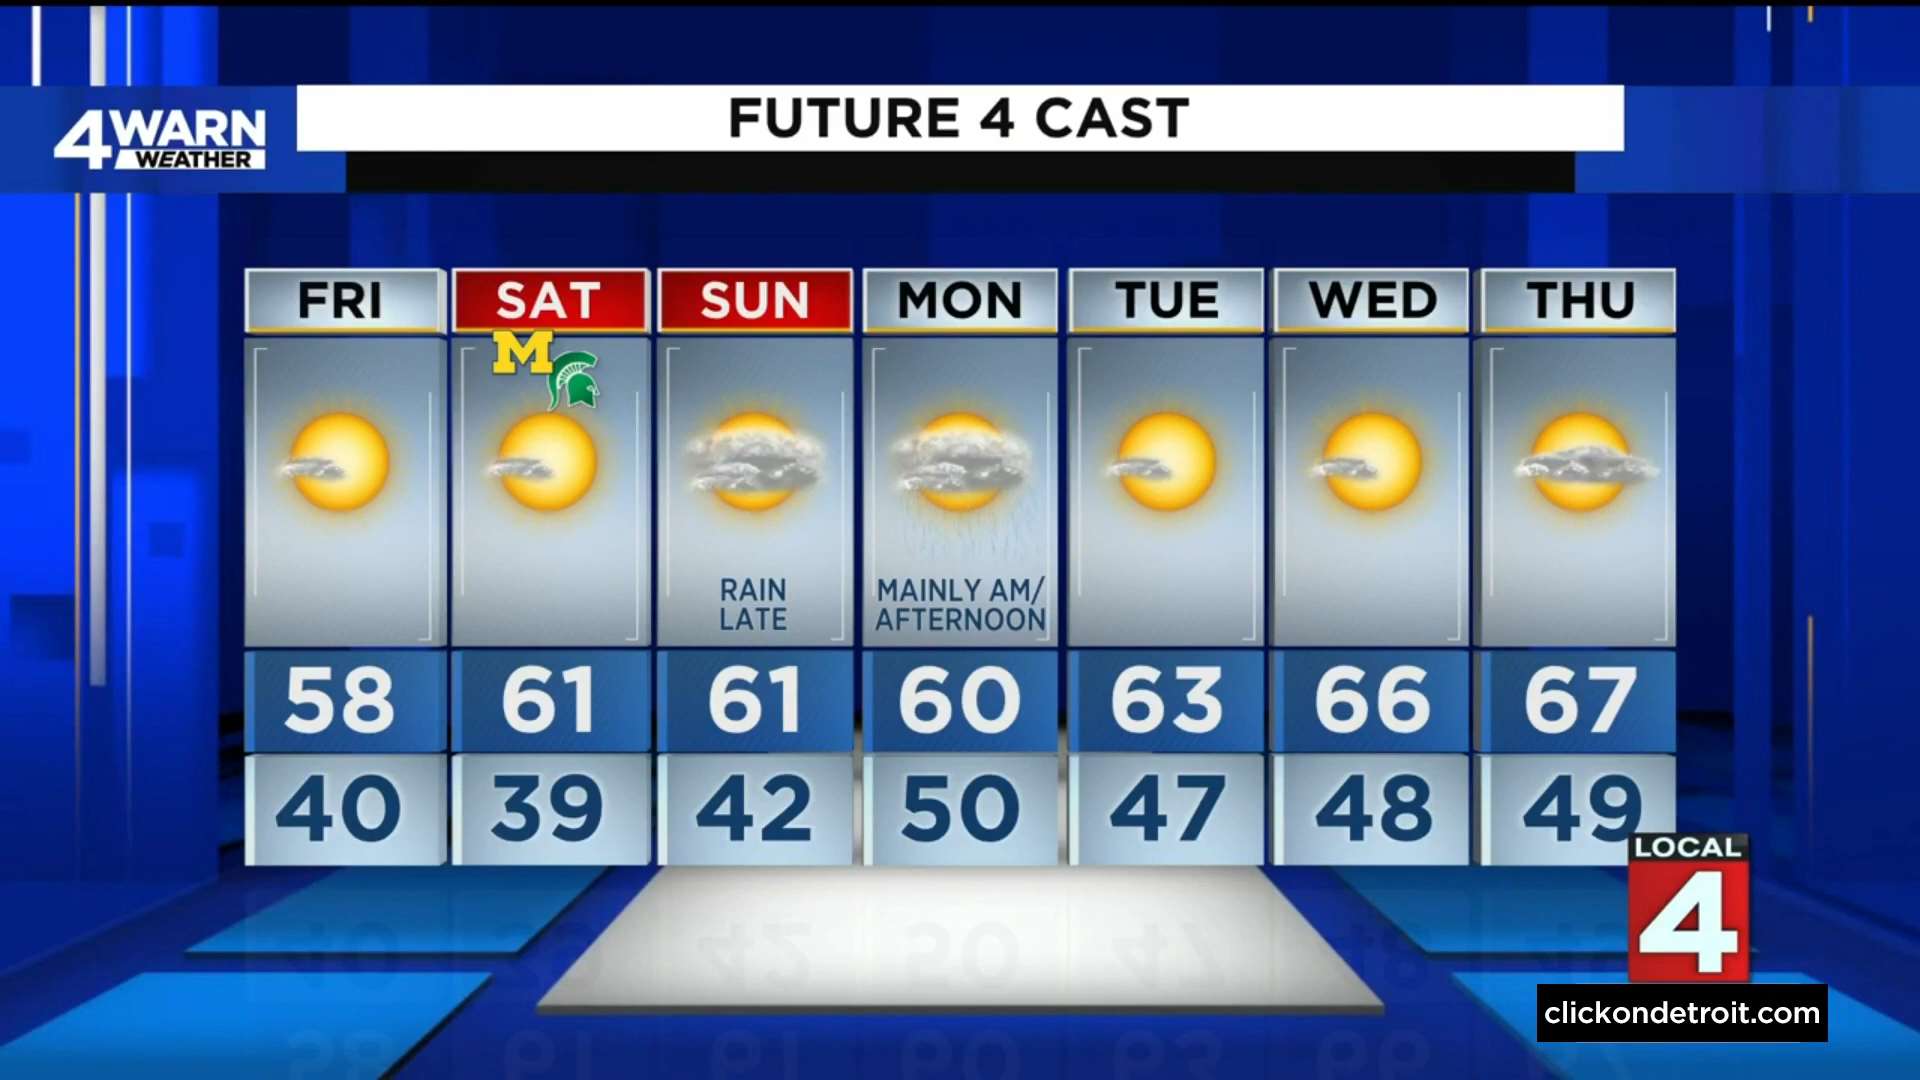 4WARN
WEATHER
FUTURE 4 CAST
FRI
SAT
SUN
MON
TUE
WED
THU
M
RAIN
LATE
MAINLY AM/
AFTERNOON
58
61
61
60
63
66
67
40
39
42
50
47
48
49
LOCAL
4
clickondetroit.com